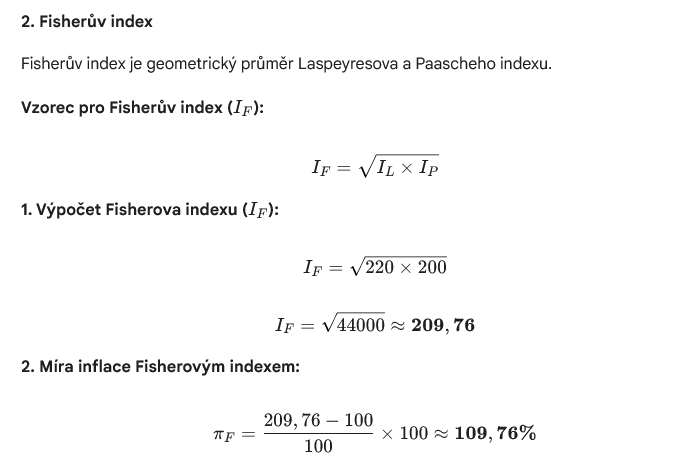 2. Fisherův index
Fisherův index je geometrický průměr Laspeyresova a Paascheho indexu.
Vzorec pro Fisherův index (I_F):
I_F = √(I_L × I_P)
1. Výpočet Fisherova indexu (I_F):
I_F = √(220 × 200)
I_F = √44000 ≈ 209,76
2. Míra inflace Fisherovým indexem:
π_F = (209,76 − 100)/100 × 100 ≈ 109,76%